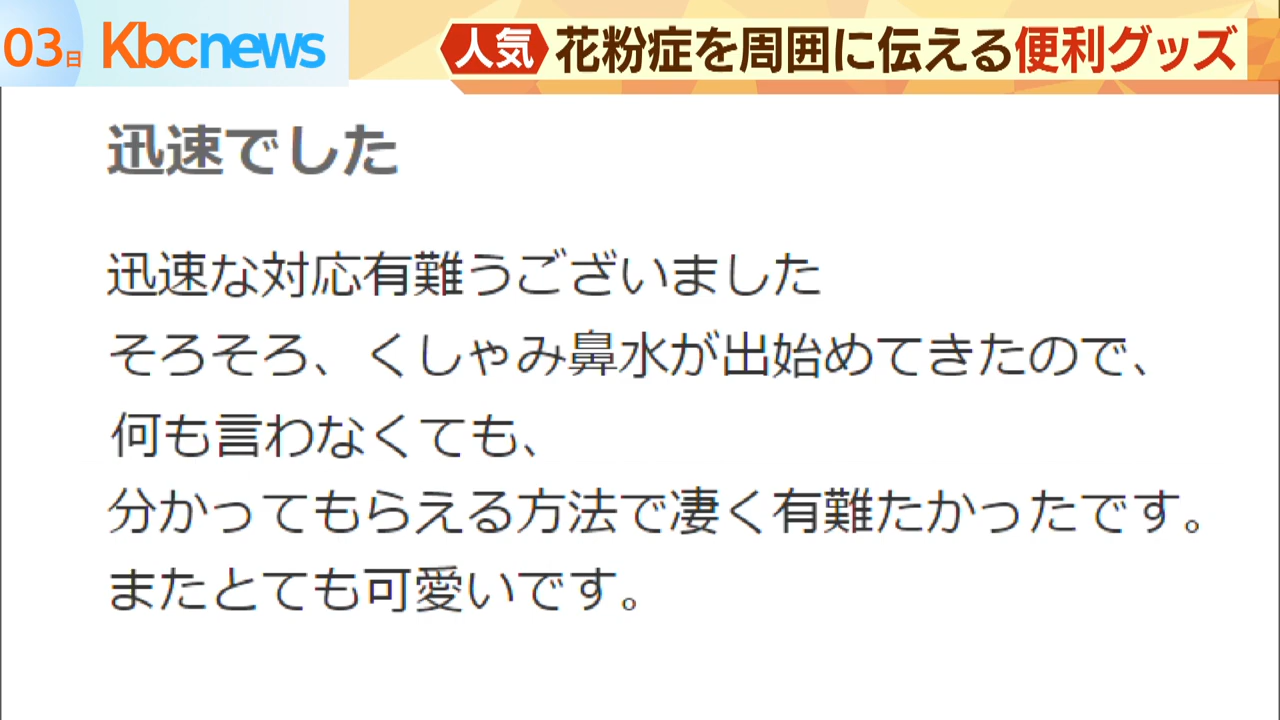 03日
Kbcnews
人気 花粉症を周囲に伝える便利グッズ
迅速でした
迅速な対応有難うございました
そろそろ、くしゃみ鼻水が出始めてきたので、
何も言わなくても、
分かってもらえる方法で凄く有難たかったです。
またとても可愛いです。